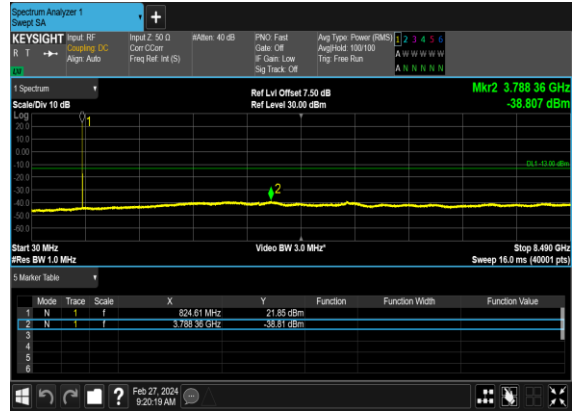 Spectrum Analyzer 1
Swept SA
+
KEYSIGHT Input: RF Input Z: 50 Ω #Atten: 40 dB PNO: Fast Avg Type: Power (RMS) 1 2 3 4 5 6
R T Coupling: DC Corr CCorr Gate: Off Avg|Hold: 100/100 A W W W W W
Align: Auto Freq Ref: Int (S) IF Gain: Low Trig: Free Run
Sig Track: Off A N N N N N
1 Spectrum Ref Lvl Offset 7.50 dB Mkr2 3.788 36 GHz
Scale/Div 10 dB Ref Level 30.00 dBm -38.807 dBm
Log
1
20.0
10.0
0.00
-10.0
DL1 -13.00 dBm
-20.0
-30.0
2
-40.0
-50.0
-60.0
Start 30 MHz Video BW 3.0 MHz* Stop 8.490 GHz
#Res BW 1.0 MHz Sweep 16.0 ms (40001 pts)
5 Marker Table
Mode Trace Scale X Y Function Function Width Function Value
1 N 1 f 824.61 MHz 21.85 dBm
2 N 1 f 3.788 36 GHz -38.81 dBm
3
4
5
6
? Feb 27, 2024
9:20:19 AM